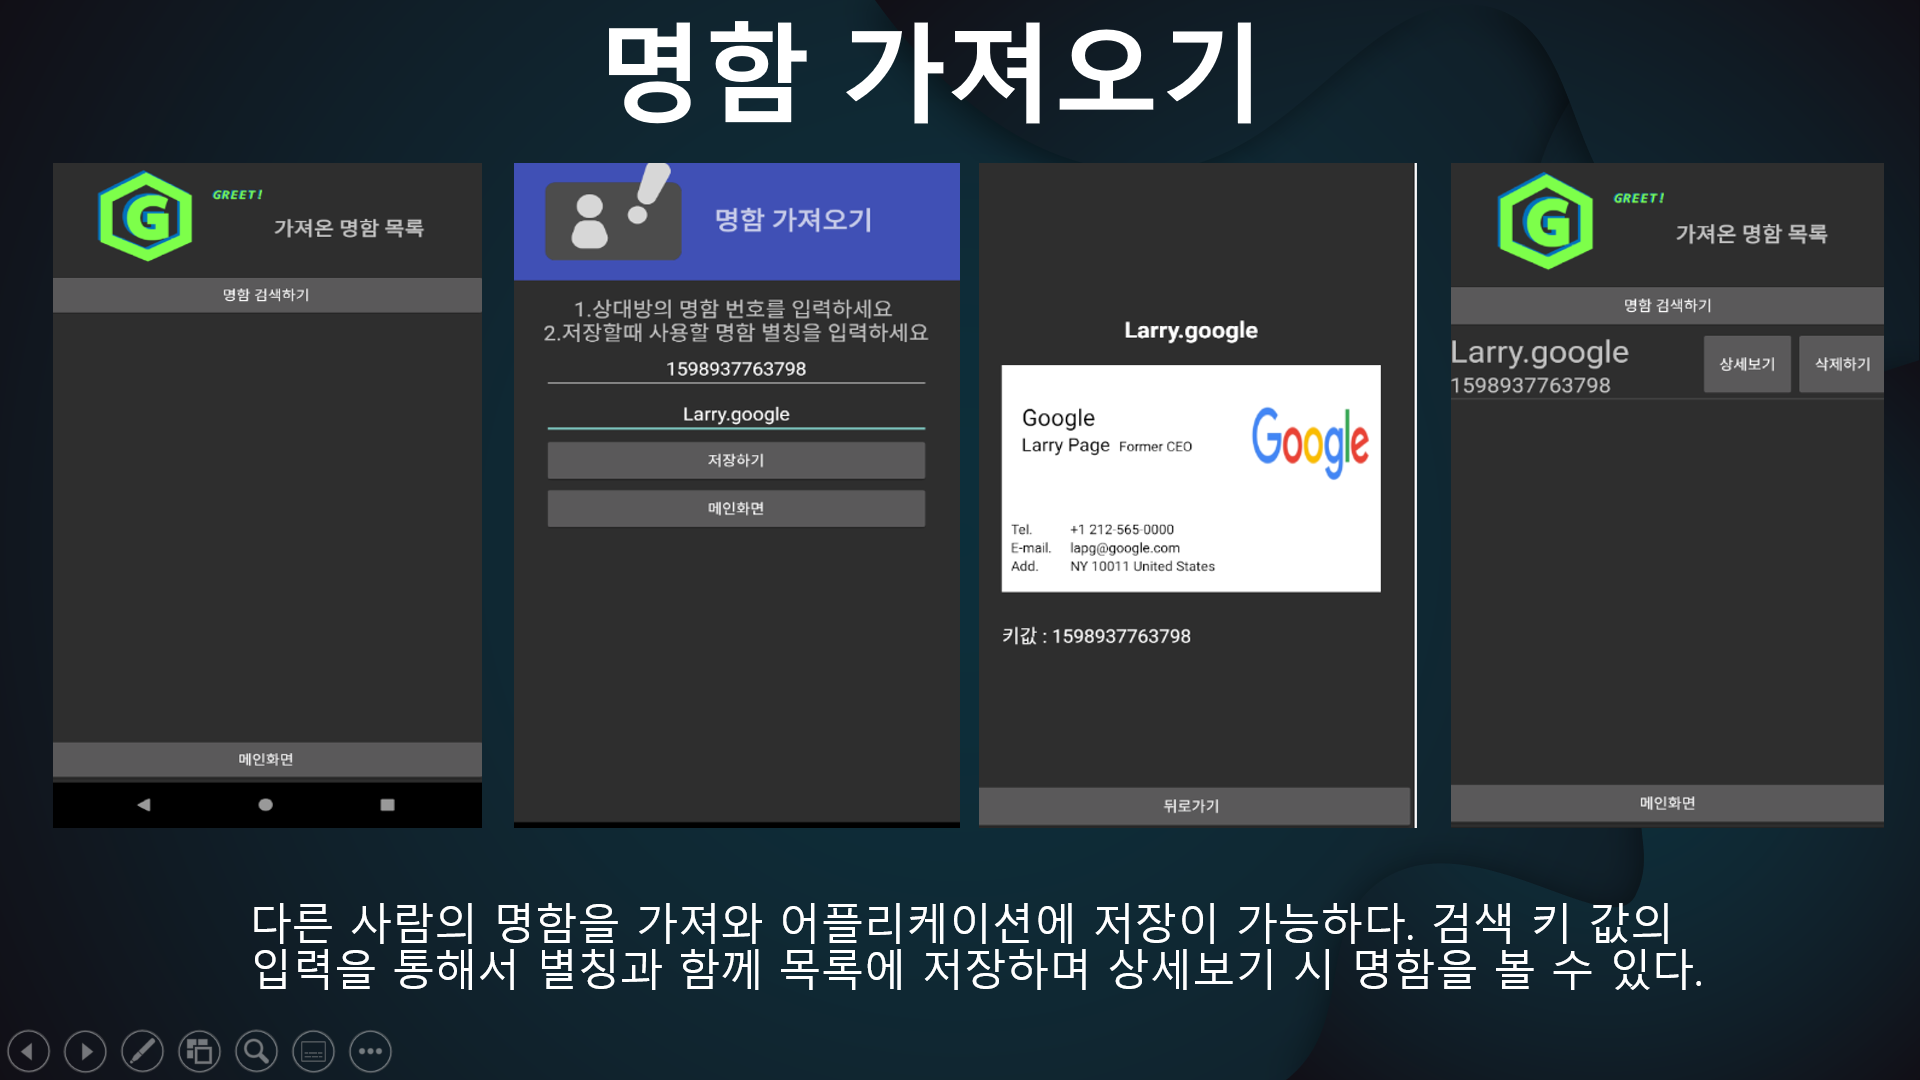 명함 가져오기
G
GREET!
가져온 명함 목록
명함 검색하기
메인화면
명함 가져오기
1.상대방의 명함 번호를 입력하세요
2.저장할때 사용할 명함 별칭을 입력하세요
1598937763798
Larry.google
저장하기
메인화면
Larry.google
Google
Larry Page Former CEO
Google
Tel. +1 212-565-0000
E-mail. lapg@google.com
Add. NY 10011 United States
키값 : 1598937763798
뒤로가기
G
GREET!
가져온 명함 목록
명함 검색하기
Larry.google
1598937763798
상세보기
삭제하기
메인화면
다른 사람의 명함을 가져와 어플리케이션에 저장이 가능하다. 검색 키 값의
입력을 통해서 별칭과 함께 목록에 저장하며 상세보기 시 명함을 볼 수 있다.